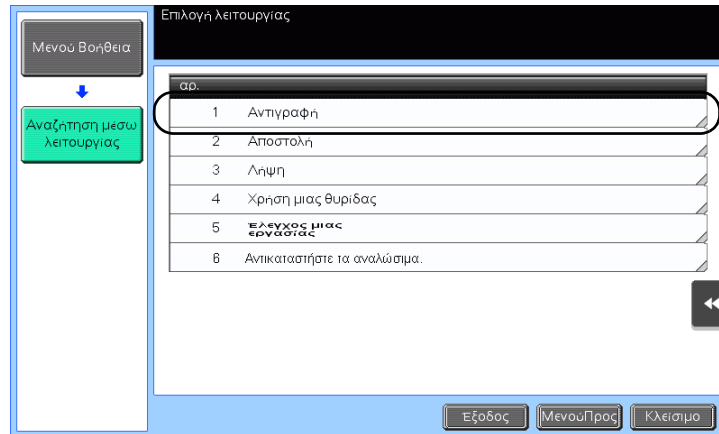 Επιλογή λειτουργίας
Μενού Βοήθεια
Αναζήτηση μέσω
λειτουργίας
αρ.
1 Αντιγραφή
2 Αποστολή
3 Λήψη
4 Χρήση μιας θυρίδας
5 Έλεγχος μιας
εργασίας
6 Αντικαταστήστε τα αναλώσιμα.
Έξοδος ΜενούΠρος Κλείσιμο